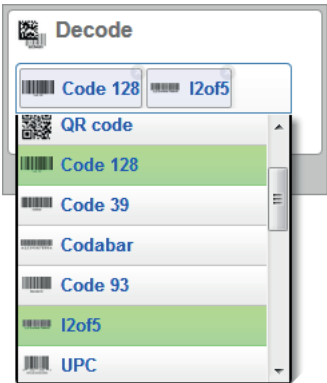 Decode
Code 128 I2of5
QR code
Code 128
Code 39
Codabar
Code 93
I2of5
UPC